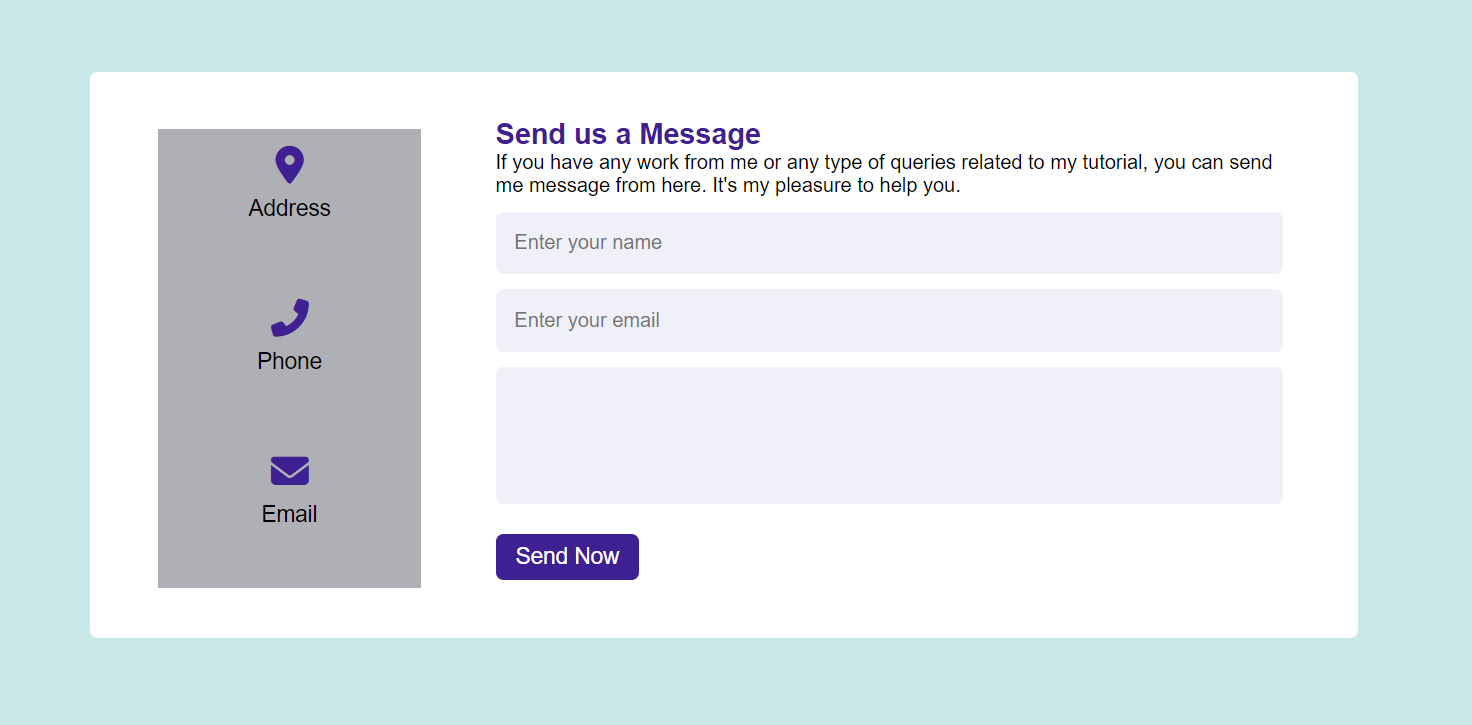 Address
Phone
Email
Send us a Message
If you have any work from me or any type of queries related to my tutorial, you can send
me message from here. It's my pleasure to help you.
Enter your name
Enter your email
Send Now